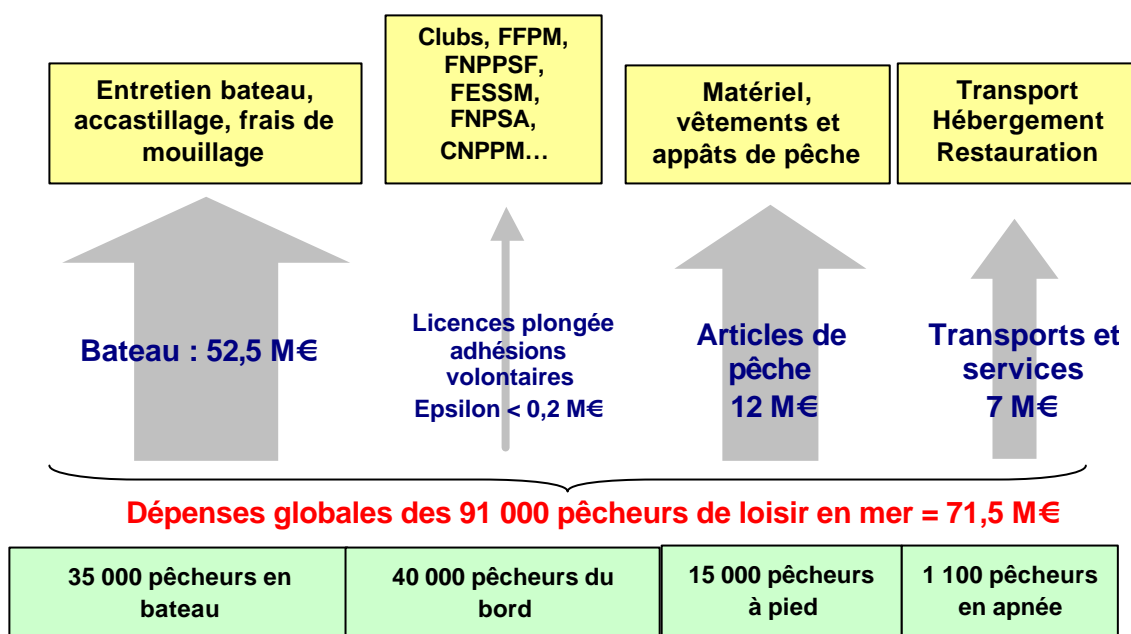 Entretien bateau,
accastillage, frais de
mouillage
Clubs, FFPM,
FNPPSF,
FESSM,
FNPSA,
CNPPM…
Matériel,
vêtements et
appâts de pêche
Transport
Hébergement
Restauration
Bateau : 52,5 M€
Licences plongée
adhésions
volontaires
Epsilon < 0,2 M€
Articles de
pêche
12 M€
Transports et
services
7 M€
Dépenses globales des 91 000 pêcheurs de loisir en mer = 71,5 M€
35 000 pêcheurs en
bateau
40 000 pêcheurs du
bord
15 000 pêcheurs
à pied
1 100 pêcheurs
en apnée